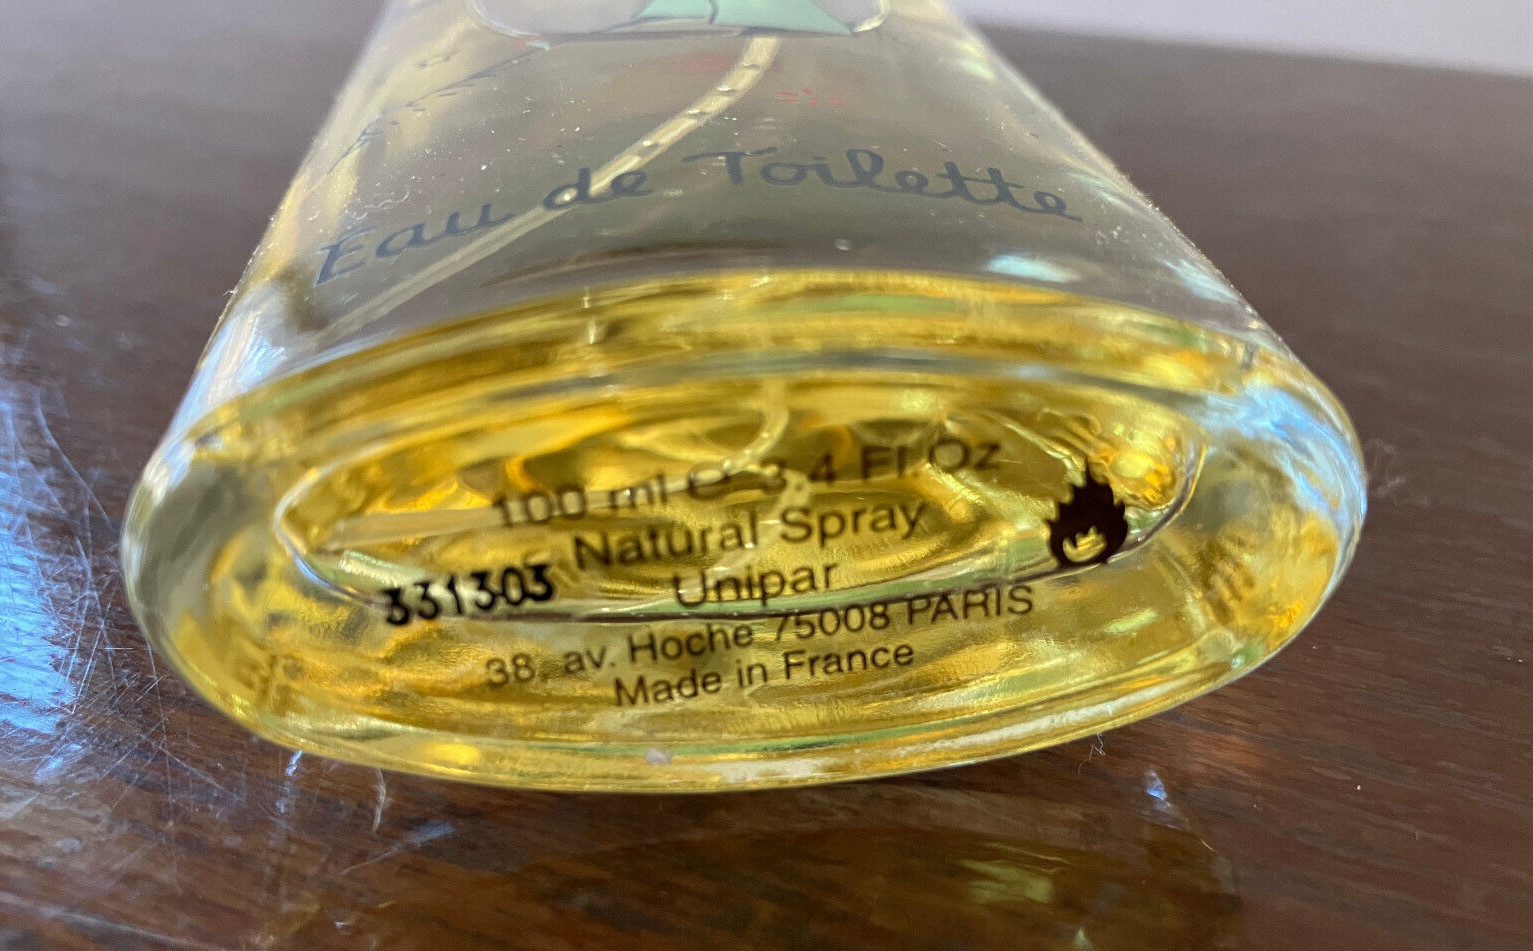 Eau de Toilette
100 ml e 3.4 Fl Oz
Natural Spray
331303
Unipar
38, av. Hoche 75008 PARIS
Made in France